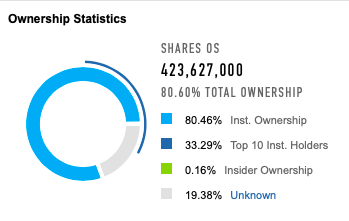 Ownership Statistics
SHARES OS
423,627,000
80.60% TOTAL OWNERSHIP
80.46% Inst. Ownership
33.29% Top 10 Inst. Holders
0.16% Insider Ownership
19.38% Unknown